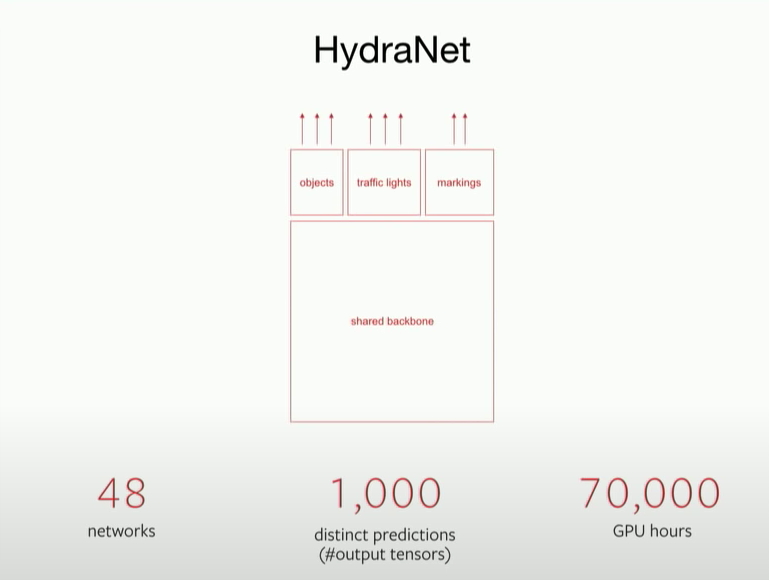 HydraNet
objects
traffic lights
markings
shared backbone
48
networks
1,000
distinct predictions
(#output tensors)
70,000
GPU hours